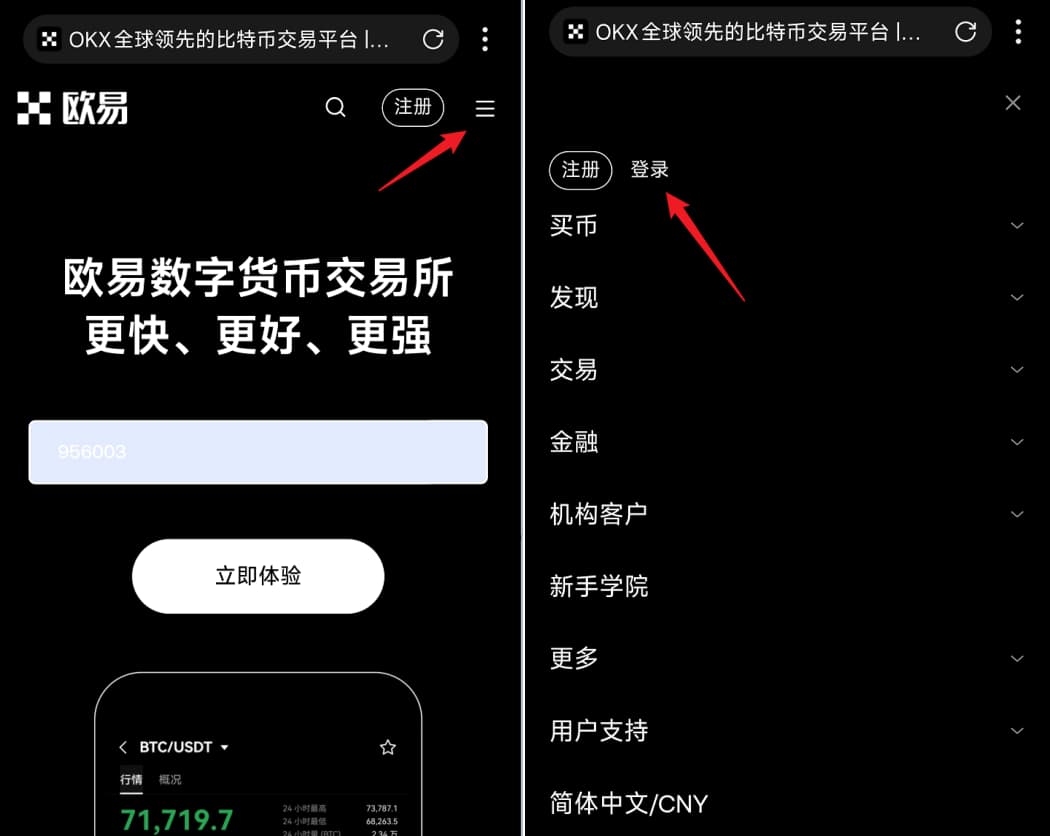 OKX全球领先的比特币交易平台 |...
欧易
注册
欧易数字货币交易所
更快、更好、更强
956003
立即体验
BTC/USDT
行情 概况
71,719.7
24 小时最高 73,787.1
24 小时最低 68,263.5
24 小时量 (BTC) 2.34 万
OKX全球领先的比特币交易平台 |...
注册 登录
买币
发现
交易
金融
机构客户
新手学院
更多
用户支持
简体中文/CNY